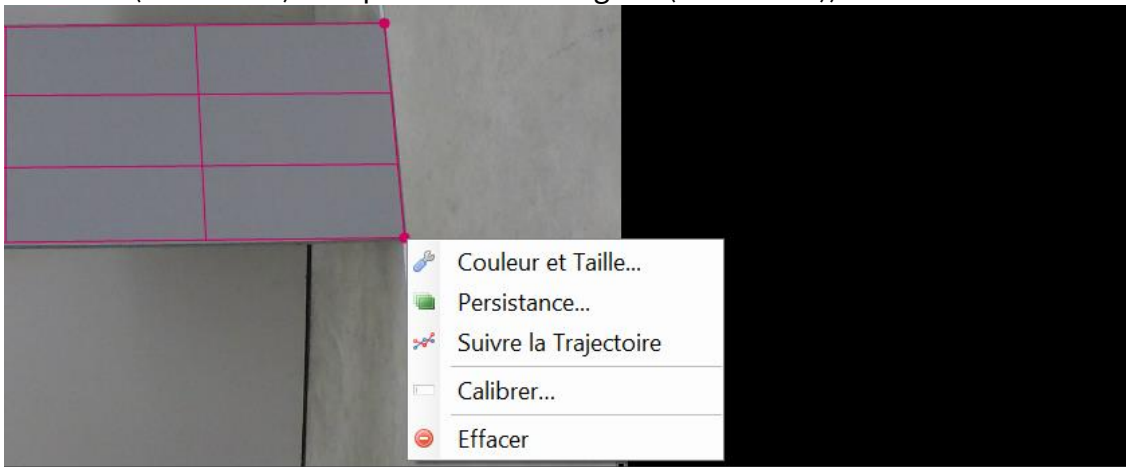 Couleur et Taille...
Persistance...
Suivre la Trajectoire
Calibrer...
Effacer